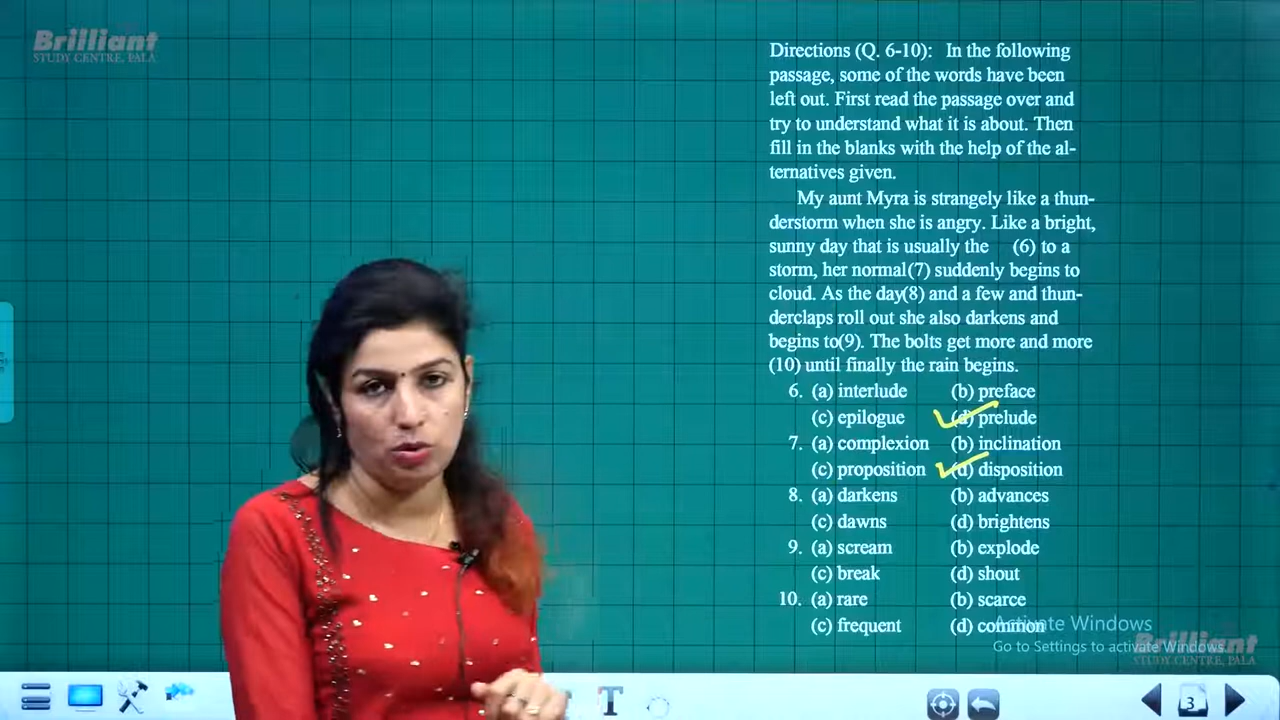 Brilliant
STUDY CENTRE, PALA
Directions (Q. 6-10): In the following
passage, some of the words have been
left out. First read the passage over and
try to understand what it is about. Then
fill in the blanks with the help of the al-
ternatives given.
My aunt Myra is strangely like a thun-
derstorm when she is angry. Like a bright,
sunny day that is usually the (6) to a
storm, her normal(7) suddenly begins to
cloud. As the day(8) and a few and thun-
derclaps roll out she also darkens and
begins to(9). The bolts get more and more
(10) until finally the rain begins.
6. (a) interlude (b) preface
(c) epilogue (d) prelude
7. (a) complexion (b) inclination
(c) proposition (d) disposition
8. (a) darkens (b) advances
(c) dawns (d) brightens
9. (a) scream (b) explode
(c) break (d) shout
10. (a) rare (b) scarce
(c) frequent (d) common
Activate Windows
Go to Settings to activate Windows.
Brilliant
STUDY CENTRE, PALA
T
3